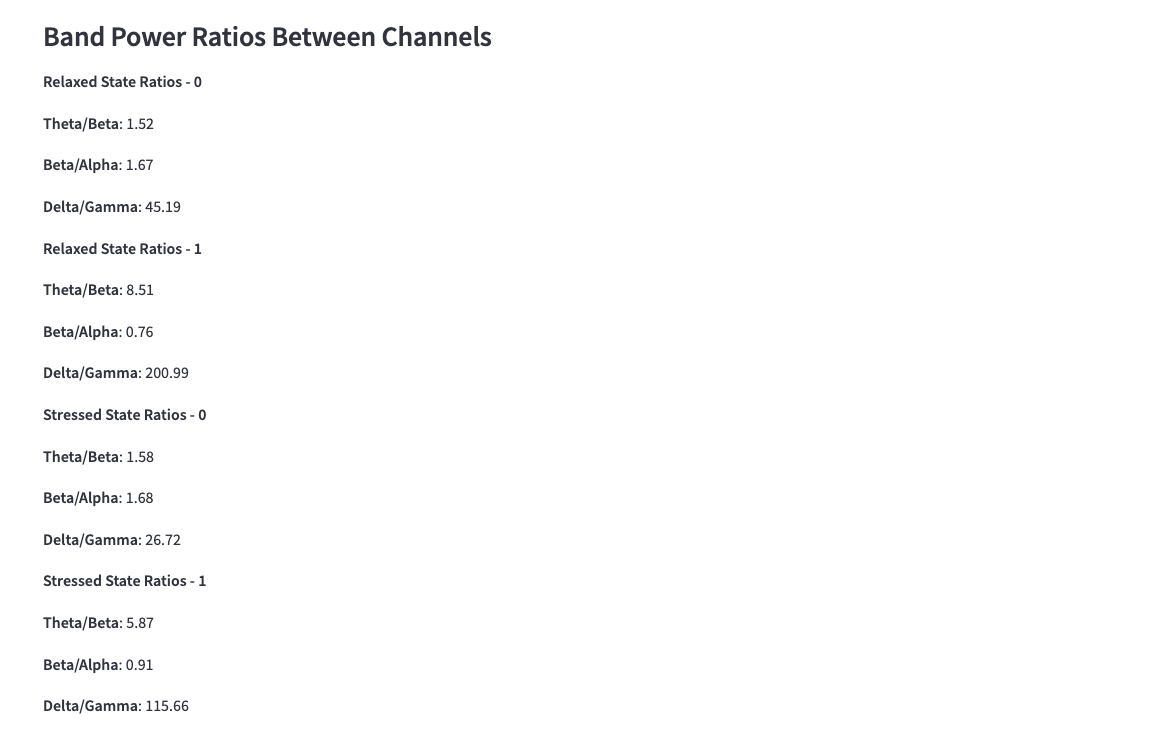 Band Power Ratios Between Channels
Relaxed State Ratios - 0
Theta/Beta: 1.52
Beta/Alpha: 1.67
Delta/Gamma: 45.19
Relaxed State Ratios - 1
Theta/Beta: 8.51
Beta/Alpha: 0.76
Delta/Gamma: 200.99
Stressed State Ratios - 0
Theta/Beta: 1.58
Beta/Alpha: 1.68
Delta/Gamma: 26.72
Stressed State Ratios - 1
Theta/Beta: 5.87
Beta/Alpha: 0.91
Delta/Gamma: 115.66